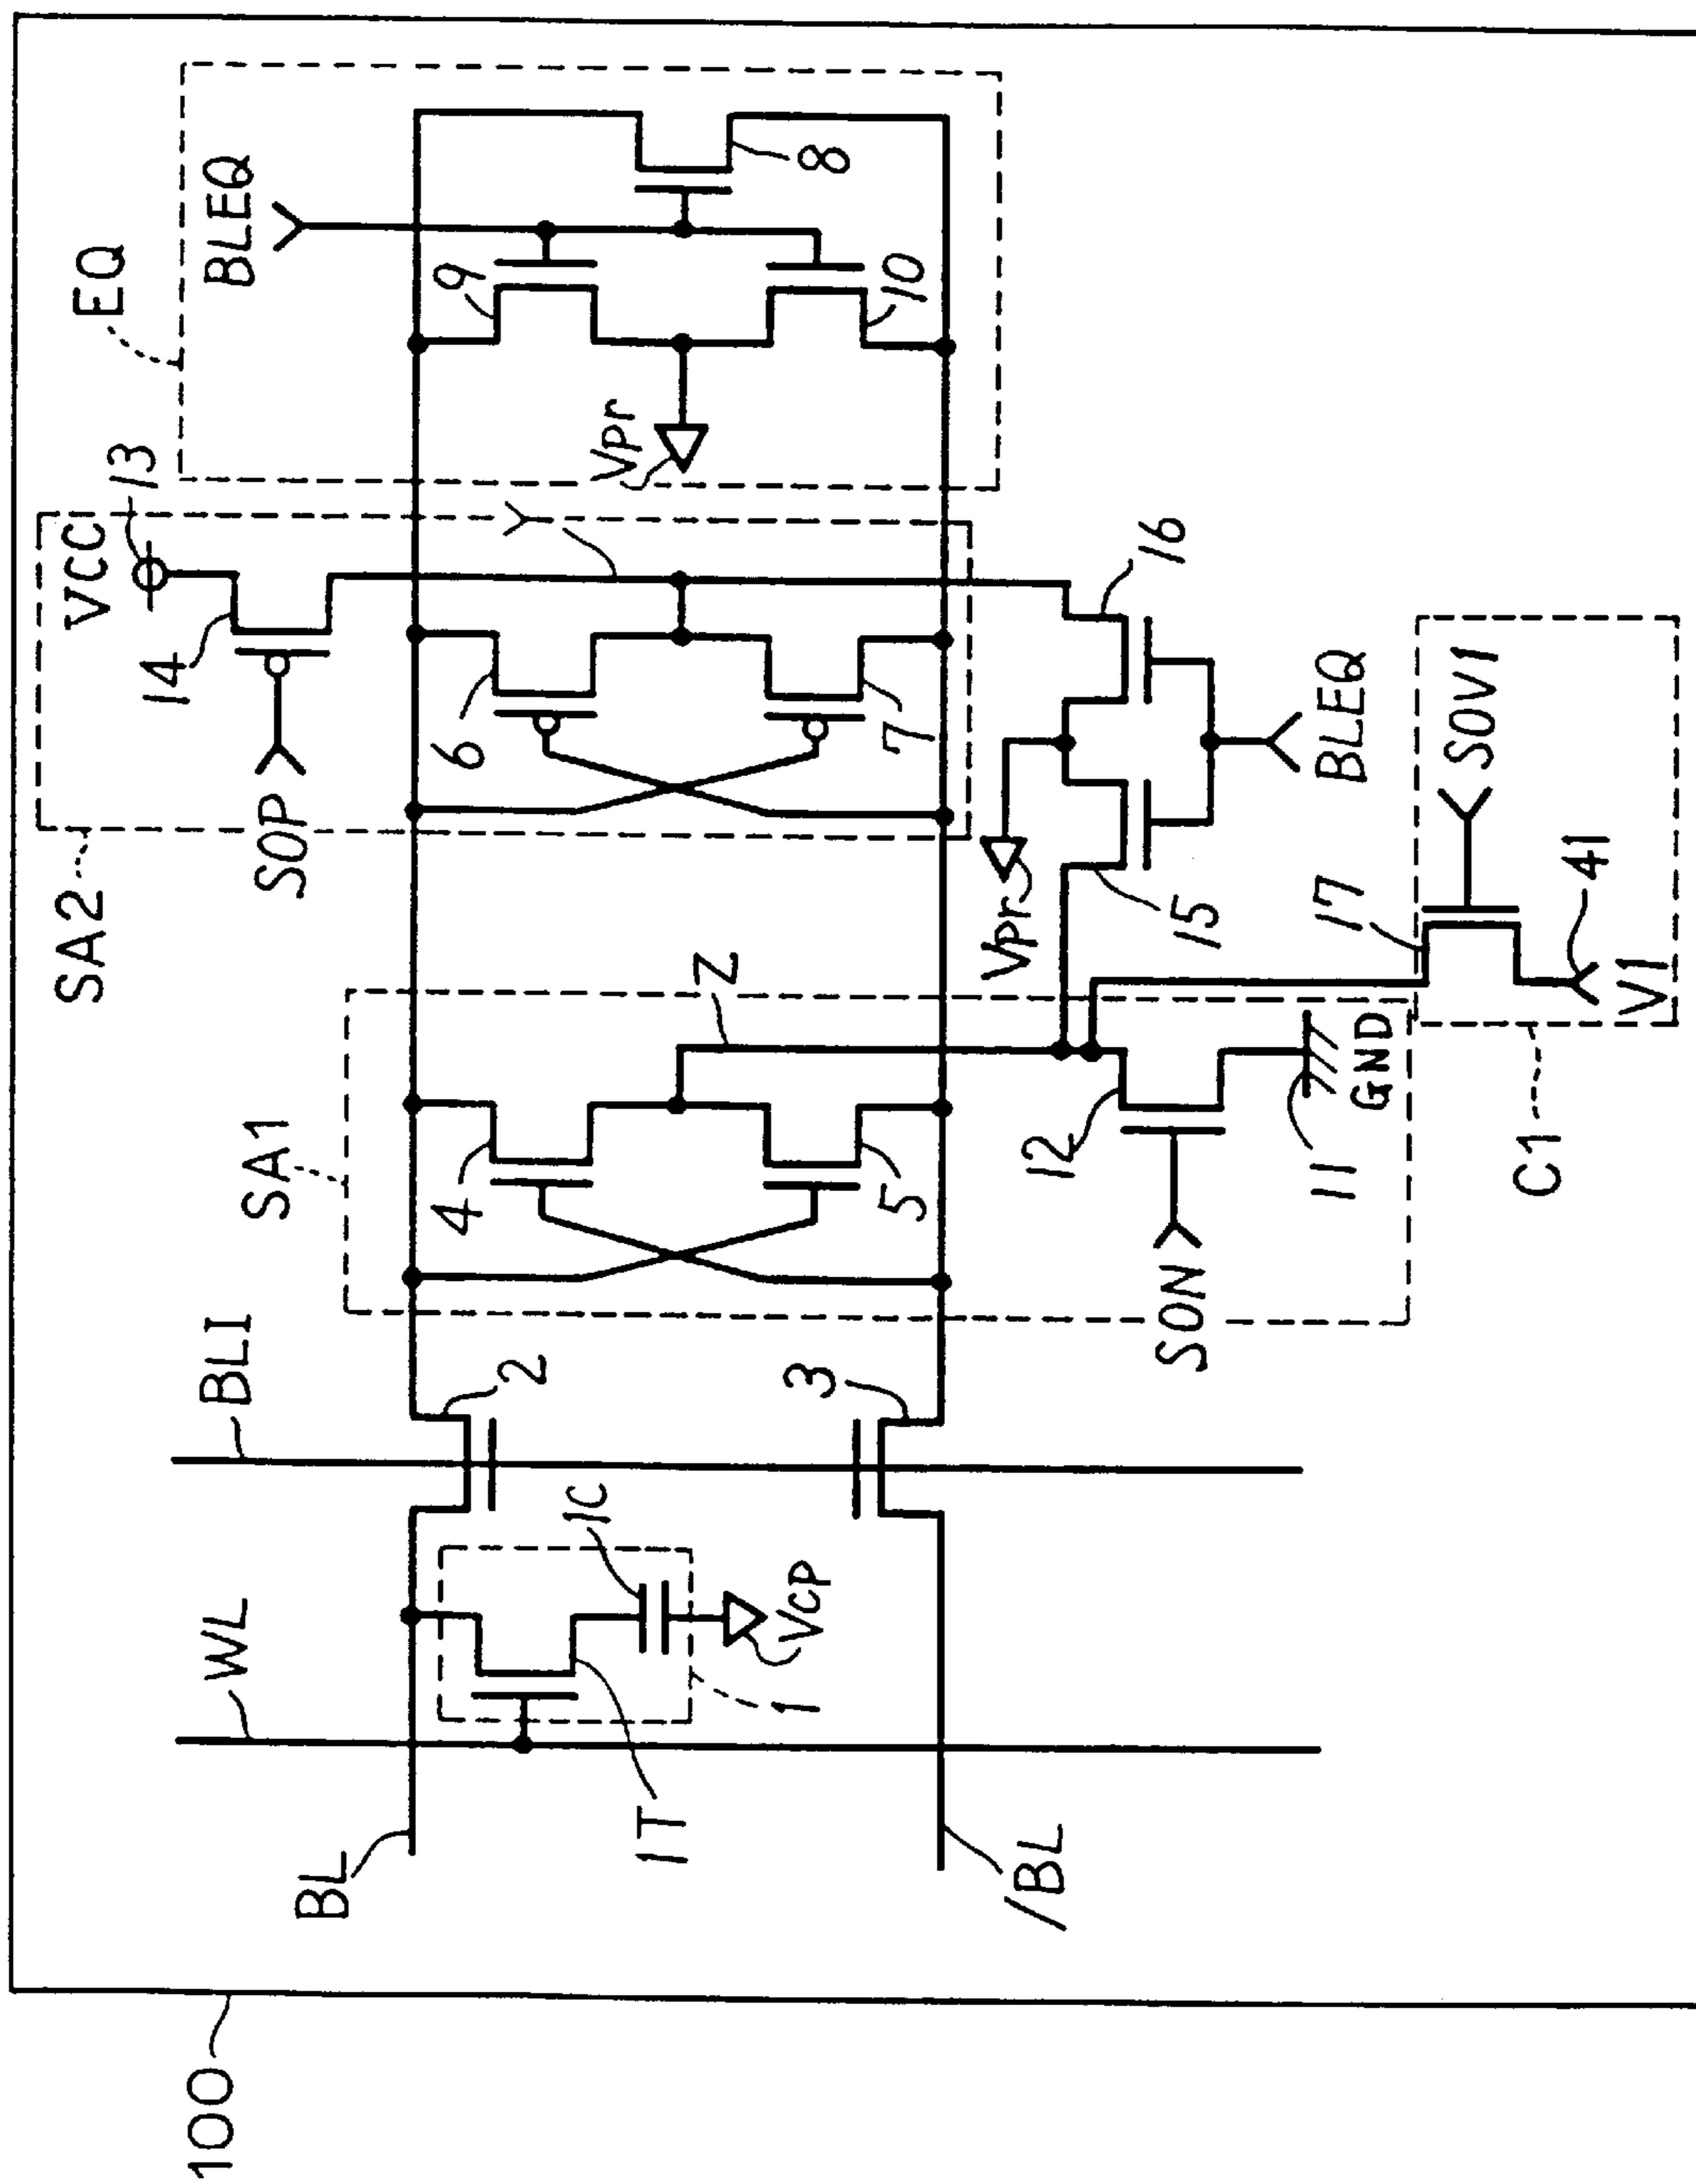 SA2
VCC
EQ
13
14
100
WL
BLI
SA1
SOP
BLEQ
BL
4
6
9
2
Y
1C
Vpr
1T
Z
1
Vcp
3
8
5
7
10
/BL
12
Vpr
SON
15
16
11
GND
17
BLEQ
SOV1
C1
41
V1